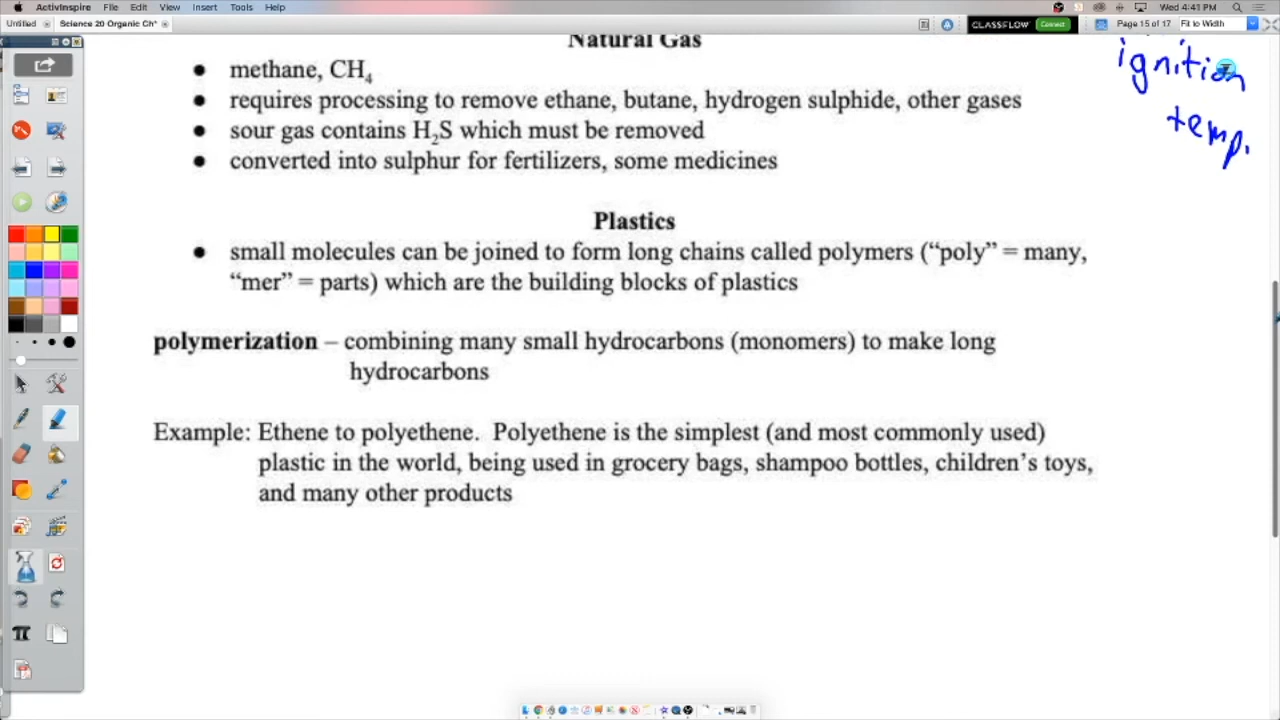 ActivInspire File Edit View Insert Tools Help Wed 4:41 PM
Untitled Science 20 Organic Ch* CLASSFLOW Connect Page 15 of 17 Fit to Width
Natural Gas
ignition
temp.
• methane, CH₄
• requires processing to remove ethane, butane, hydrogen sulphide, other gases
• sour gas contains H₂S which must be removed
• converted into sulphur for fertilizers, some medicines
Plastics
• small molecules can be joined to form long chains called polymers (“poly” = many,
“mer” = parts) which are the building blocks of plastics
polymerization – combining many small hydrocarbons (monomers) to make long
hydrocarbons
Example: Ethene to polyethene. Polyethene is the simplest (and most commonly used)
plastic in the world, being used in grocery bags, shampoo bottles, children’s toys,
and many other products